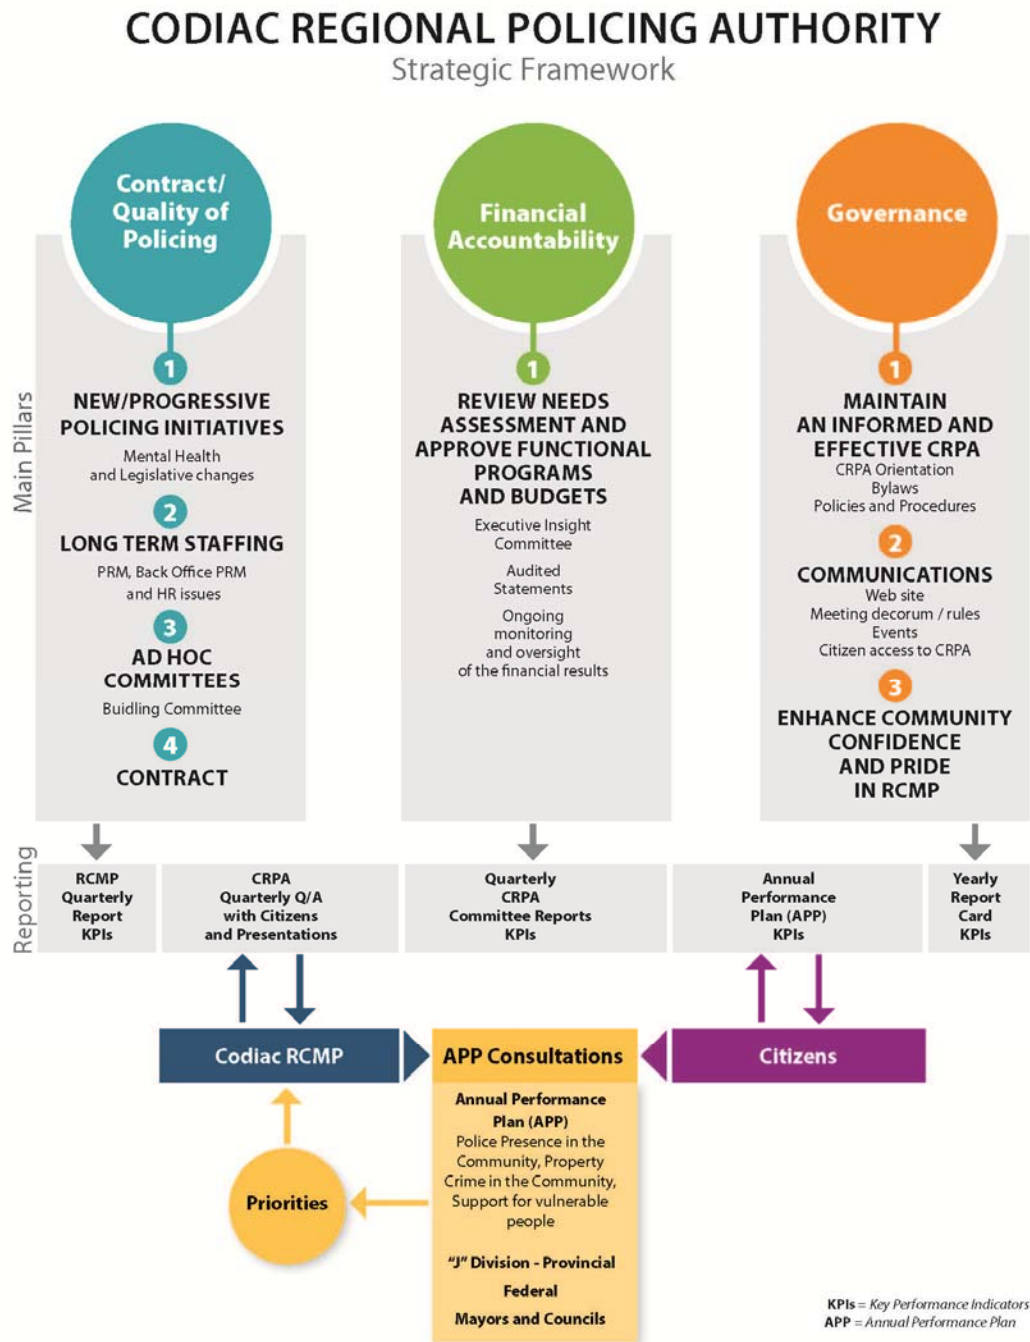 CODIAC REGIONAL POLICING AUTHORITY
Strategic Framework
Main Pillars
Contract/
Quality of
Policing
1
NEW/PROGRESSIVE
POLICING INITIATIVES
Mental Health
and Legislative changes
2
LONG TERM STAFFING
PRM, Back Office PRM
and HR issues
3
AD HOC
COMMITTEES
Buidling Committee
4
CONTRACT
Financial
Accountability
1
REVIEW NEEDS
ASSESSMENT AND
APPROVE FUNCTIONAL
PROGRAMS
AND BUDGETS
Executive Insight
Committee
Audited
Statements
Ongoing
monitoring
and oversight
of the financial results
Governance
1
MAINTAIN
AN INFORMED AND
EFFECTIVE CRPA
CRPA Orientation
Bylaws
Policies and Procedures
2
COMMUNICATIONS
Web site
Meeting decorum / rules
Events
Citizen access to CRPA
3
ENHANCE COMMUNITY
CONFIDENCE
AND PRIDE
IN RCMP
Reporting
RCMP
Quarterly
Report
KPIs
CRPA
Quarterly Q/A
with Citizens
and Presentations
Quarterly
CRPA
Committee Reports
KPIs
Annual
Performance
Plan (APP)
KPIs
Yearly
Report
Card
KPIs
Codiac RCMP
APP Consultations
Citizens
Annual Performance
Plan (APP)
Police Presence in the
Community, Property
Crime in the Community,
Support for vulnerable
people
"J" Division - Provincial
Federal
Mayors and Councils
Priorities
KPIs = Key Performance Indicators
APP = Annual Performance Plan